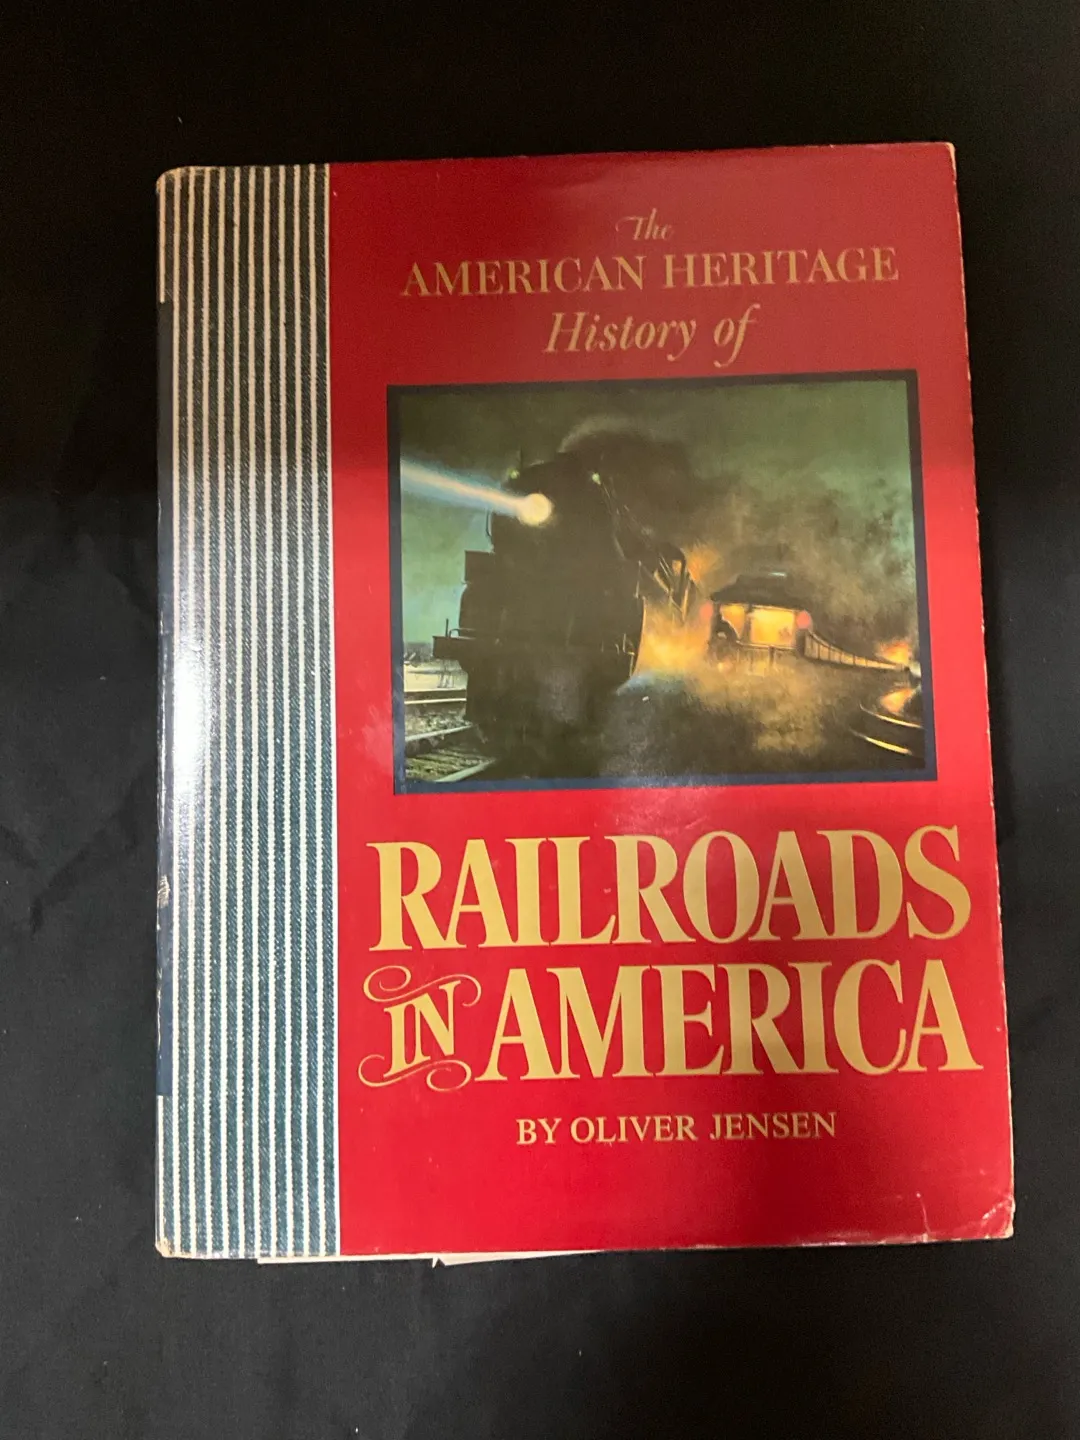 The
AMERICAN HERITAGE
History of
RAILROADS
IN AMERICA
BY OLIVER JENSEN